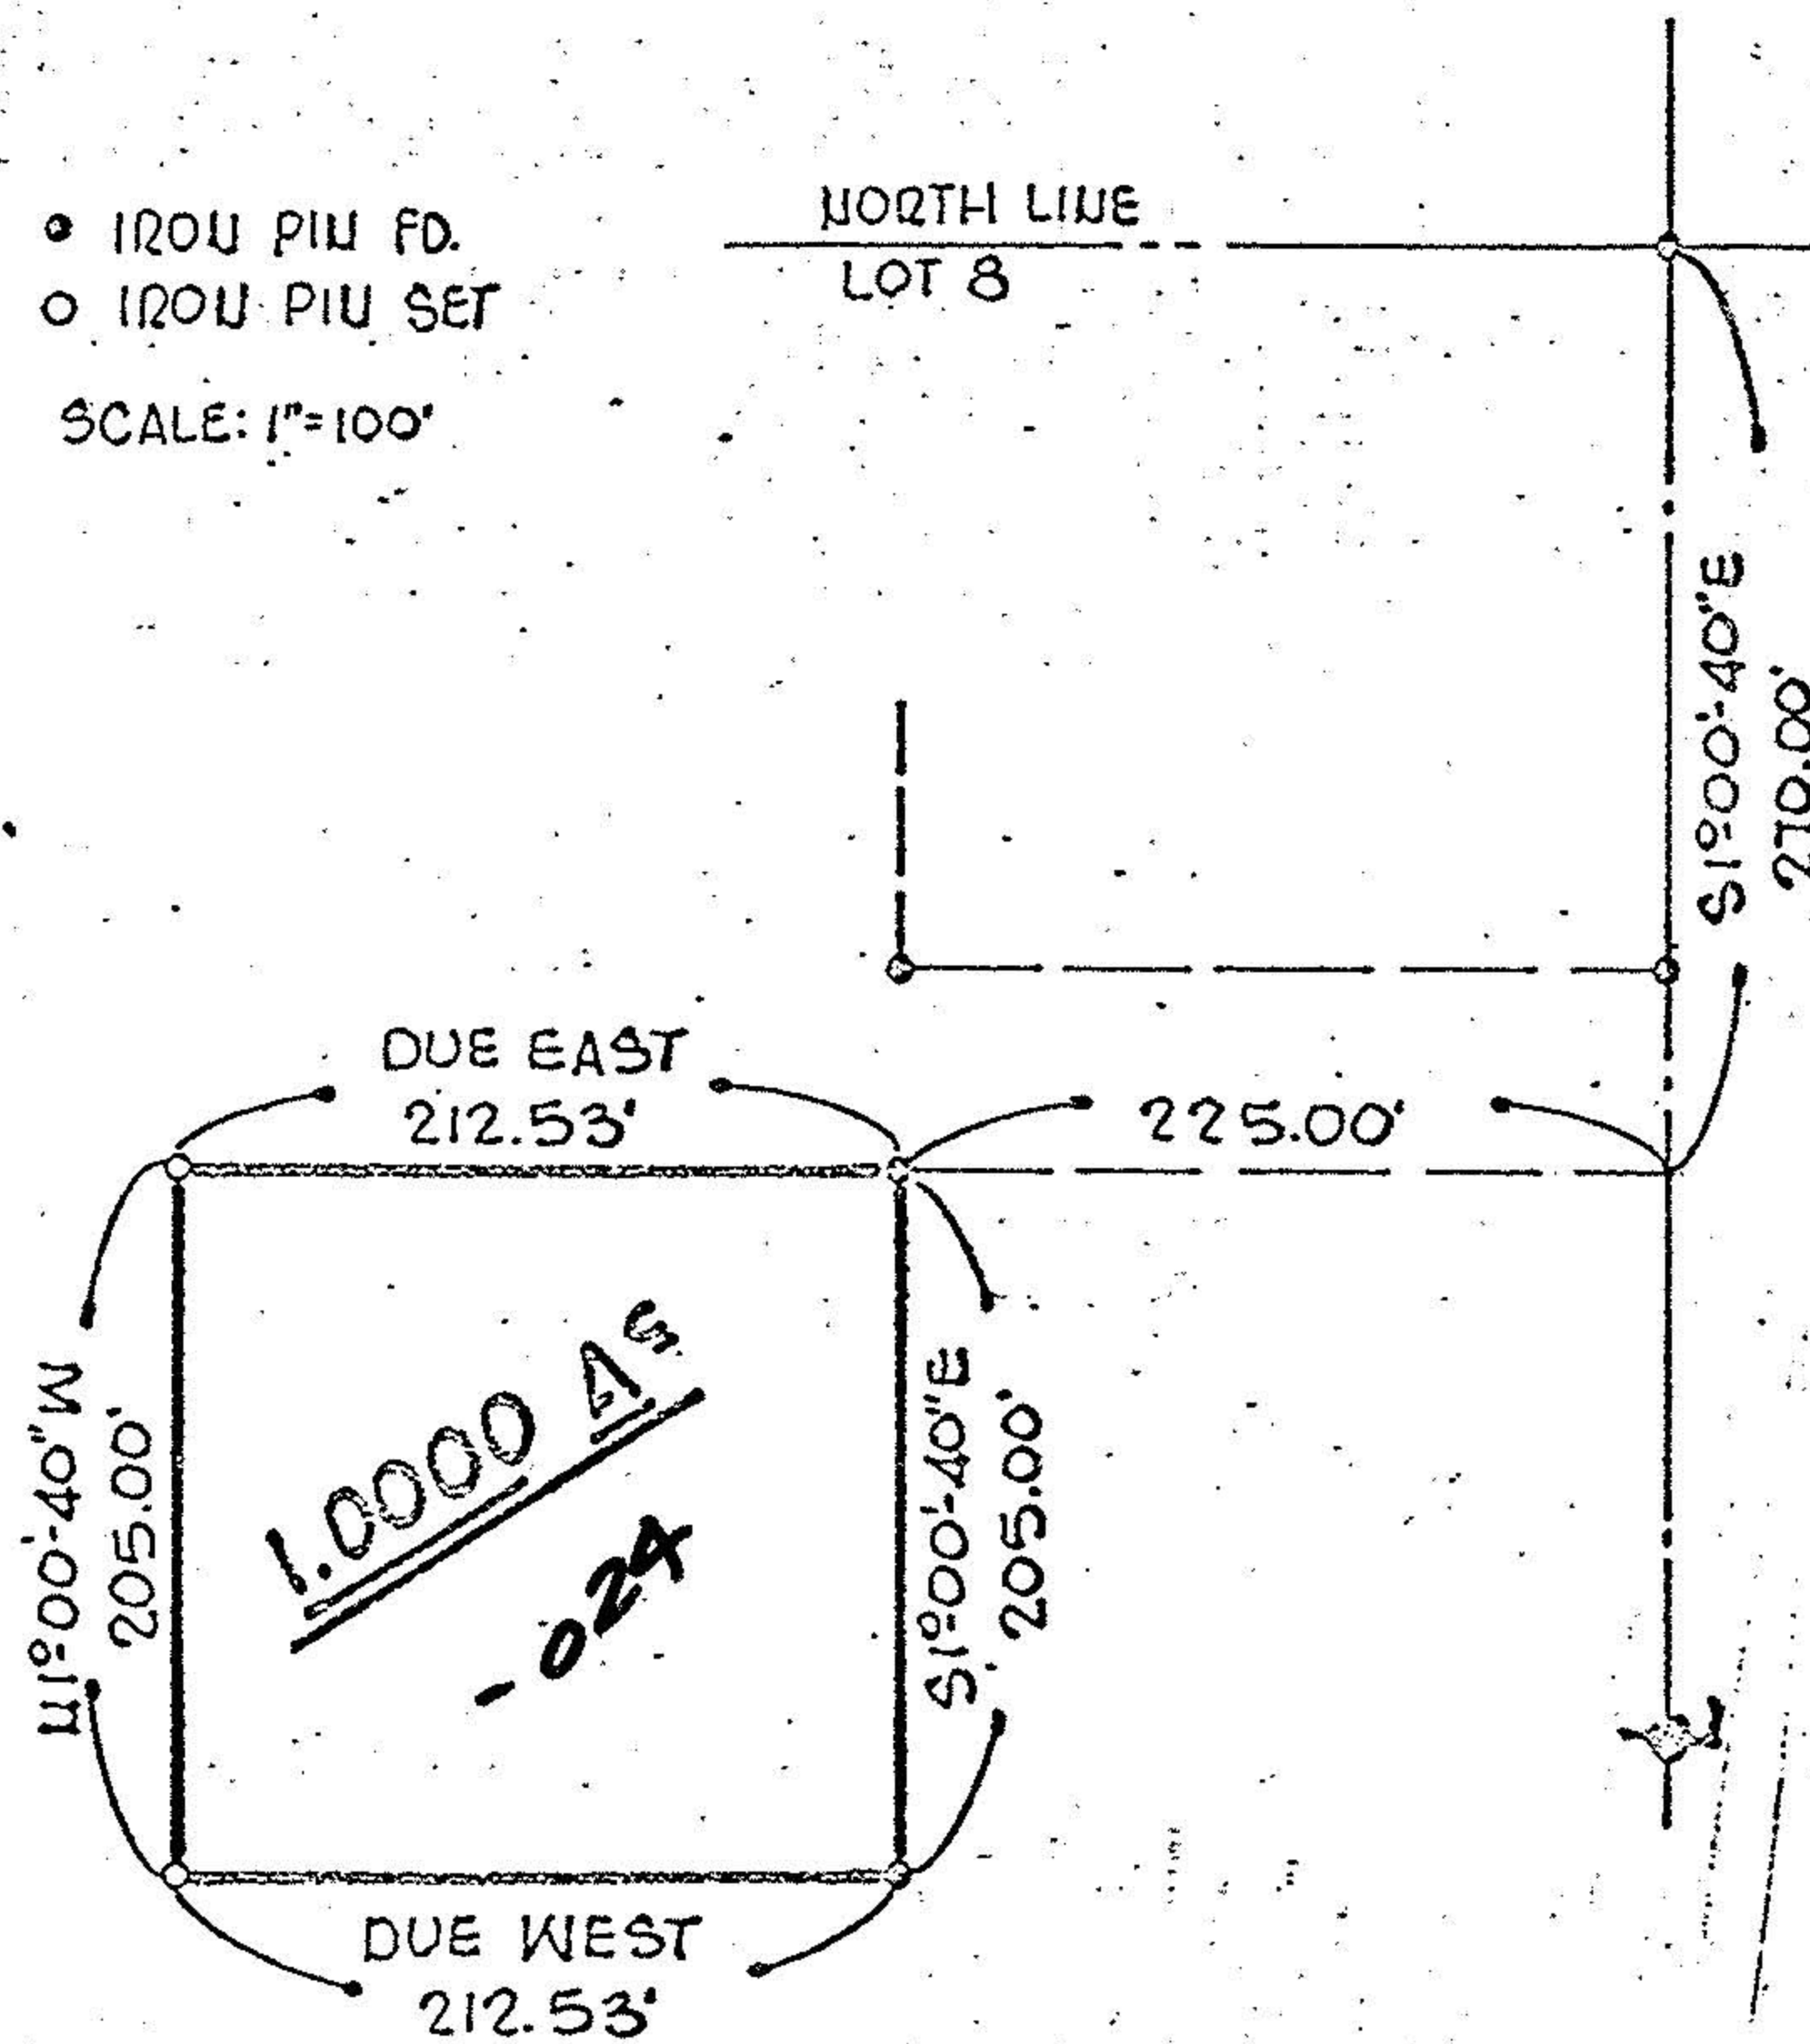 IRON PIN FD.
IRON PIN SET
SCALE: 1"=100'
NORTH LINE
LOT 8
S1°-00'-40"E
270.00'
DUE EAST
212.53'
225.00'
N1°-00'-40"W
205.00'
1.0000 As
-024
S1°-00'-40"E
205.00'
DUE WEST
212.53'